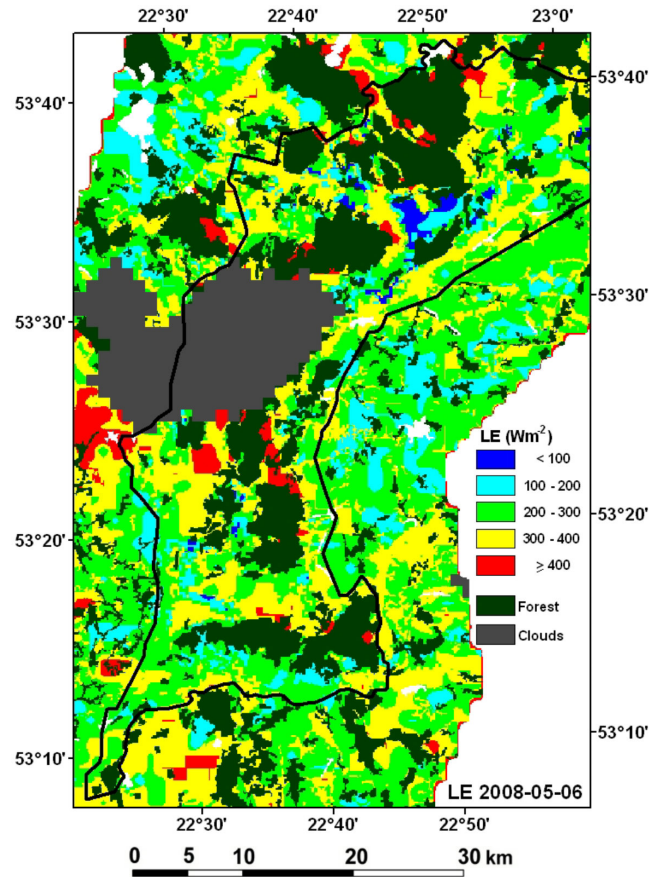 22°30' 22°40' 22°50' 23°0'
53°40' 53°40'
53°30' 53°30'
53°20' 53°20'
53°10' 53°10'
LE (Wm-2)
< 100
100 - 200
200 - 300
300 - 400
≥ 400
Forest
Clouds
LE 2008-05-06
22°30' 22°40' 22°50'
0 5 10 20 30 km